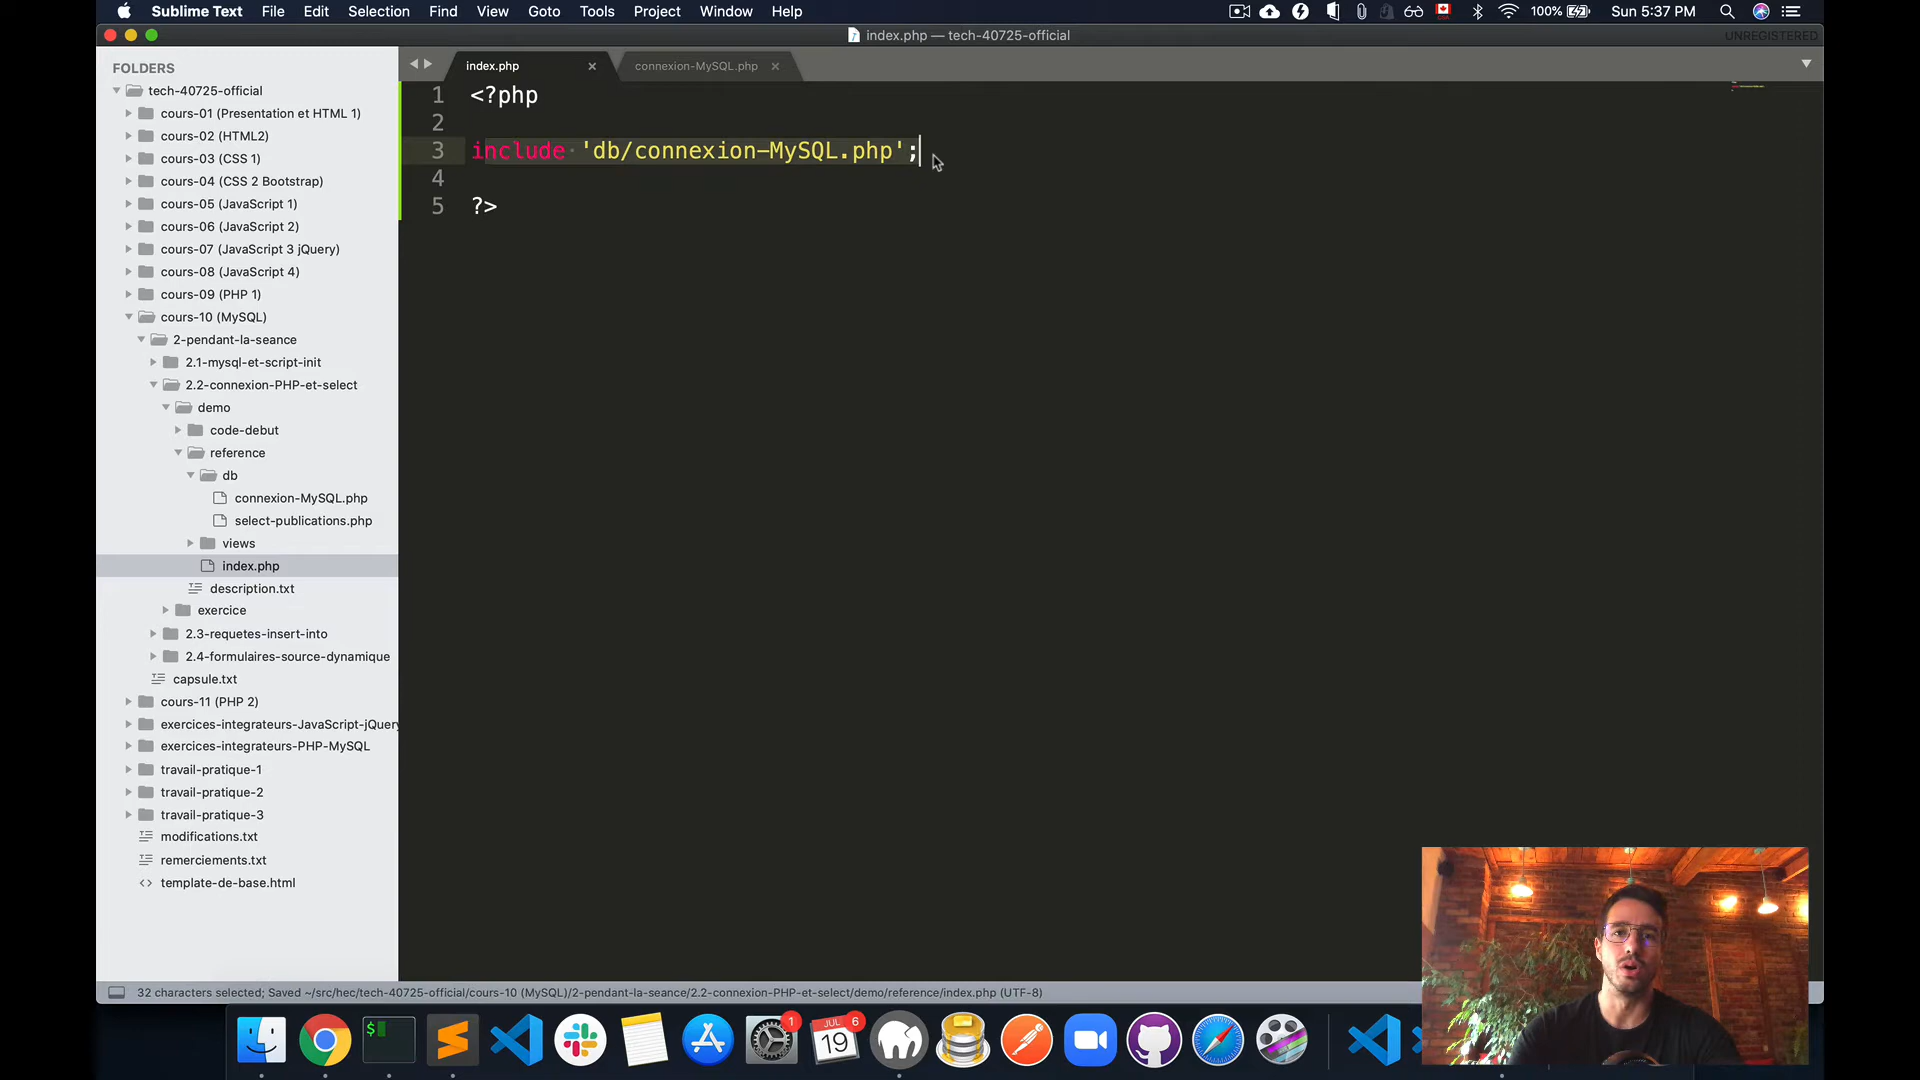 Sublime Text File Edit Selection Find View Goto Tools Project Window Help 100% Sun 5:37 PM
index.php — tech-40725-official UNREGISTERED
FOLDERS
tech-40725-official
cours-01 (Presentation et HTML 1)
cours-02 (HTML2)
cours-03 (CSS 1)
cours-04 (CSS 2 Bootstrap)
cours-05 (JavaScript 1)
cours-06 (JavaScript 2)
cours-07 (JavaScript 3 jQuery)
cours-08 (JavaScript 4)
cours-09 (PHP 1)
cours-10 (MySQL)
2-pendant-la-seance
2.1-mysql-et-script-init
2.2-connexion-PHP-et-select
demo
code-debut
reference
db
connexion-MySQL.php
select-publications.php
views
index.php
description.txt
exercice
2.3-requetes-insert-into
2.4-formulaires-source-dynamique
capsule.txt
cours-11 (PHP 2)
exercices-integrateurs-JavaScript-jQuery
exercices-integrateurs-PHP-MySQL
travail-pratique-1
travail-pratique-2
travail-pratique-3
modifications.txt
remerciements.txt
template-de-base.html
index.php connexion-MySQL.php
1 <?php
2
3 include 'db/connexion-MySQL.php';
4
5 ?>
32 characters selected; Saved ~/src/hec/tech-40725-official/cours-10 (MySQL)/2-pendant-la-seance/2.2-connexion-PHP-et-select/demo/reference/index.php (UTF-8)
$
1
JUL 6
19